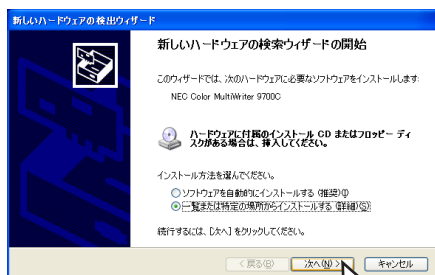 新しいハードウェアの検出ウィザード
新しいハードウェアの検索ウィザードの開始
このウィザードでは、次のハードウェアに必要なソフトウェアをインストールします:
NEC Color MultiWriter 9700C
ハードウェアに付属のインストール CD またはフロッピー ディ
スクがある場合は、挿入してください。
インストール方法を選んでください。
ソフトウェアを自動的にインストールする (推奨)(I)
一覧または特定の場所からインストールする (詳細)(S)
続行するには、[次へ] をクリックしてください。
< 戻る(B) 次へ(N) > キャンセル